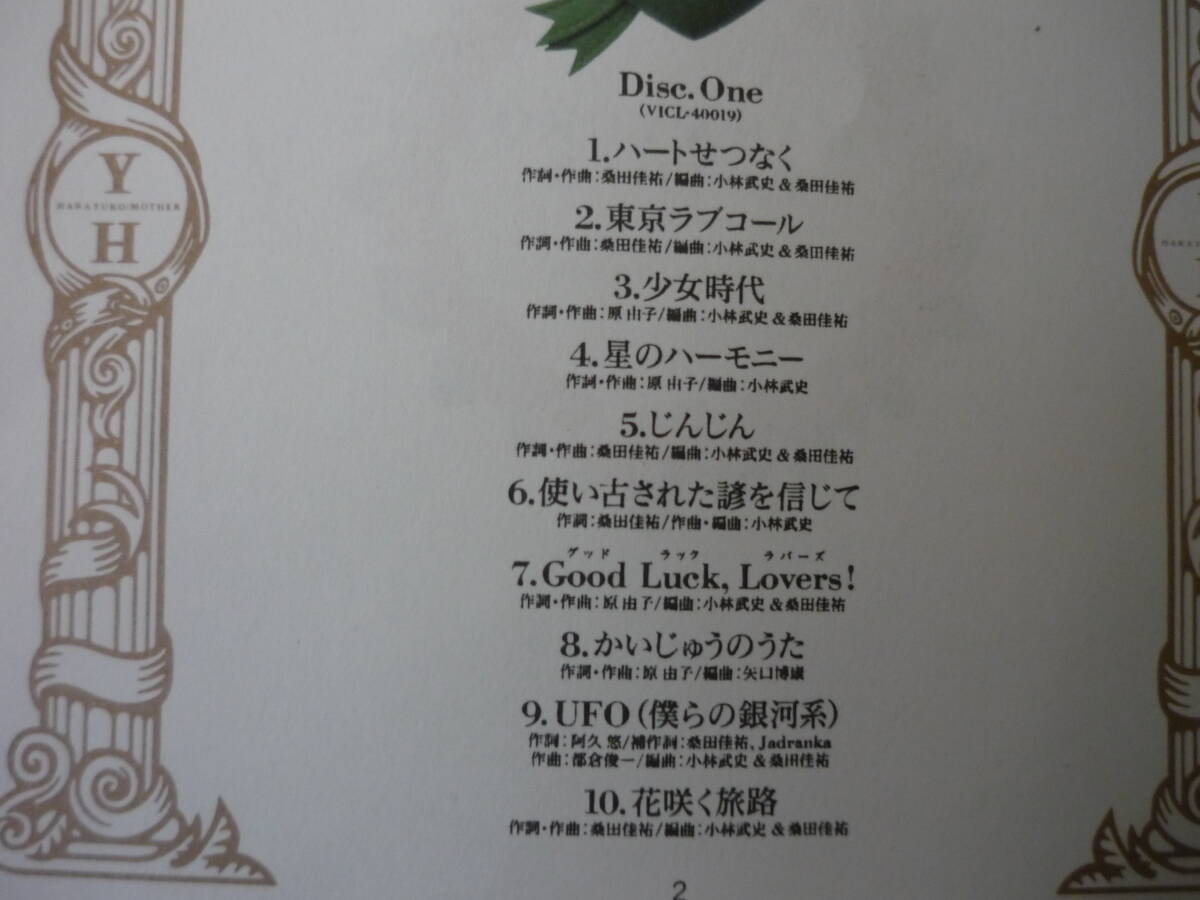 Y
HARA YUKO/MOTHER
H
Disc. One
(VICL-40019)
1.ハートせつなく
作詞・作曲:桑田佳祐/編曲:小林武史&桑田佳祐
2.東京ラブコール
作詞・作曲:桑田佳祐/編曲:小林武史&桑田佳祐
3.少女時代
作詞・作曲:原 由子/編曲:小林武史&桑田佳祐
4.星のハーモニー
作詞・作曲:原 由子/編曲:小林武史
5.じんじん
作詞・作曲:桑田佳祐/編曲:小林武史&桑田佳祐
6.使い古された諺を信じて
作詞:桑田佳祐/作曲・編曲:小林武史
グッド ラック ラバーズ
7.Good Luck, Lovers!
作詞・作曲:原 由子/編曲:小林武史&桑田佳祐
8.かいじゅうのうた
作詞・作曲:原 由子/編曲:矢口博康
9.UFO(僕らの銀河系)
作詞:阿久 悠/補作詞:桑田佳祐, Jadranka
作曲:都倉俊一/編曲:小林武史&桑田佳祐
10.花咲く旅路
作詞・作曲:桑田佳祐/編曲:小林武史&桑田佳祐
2